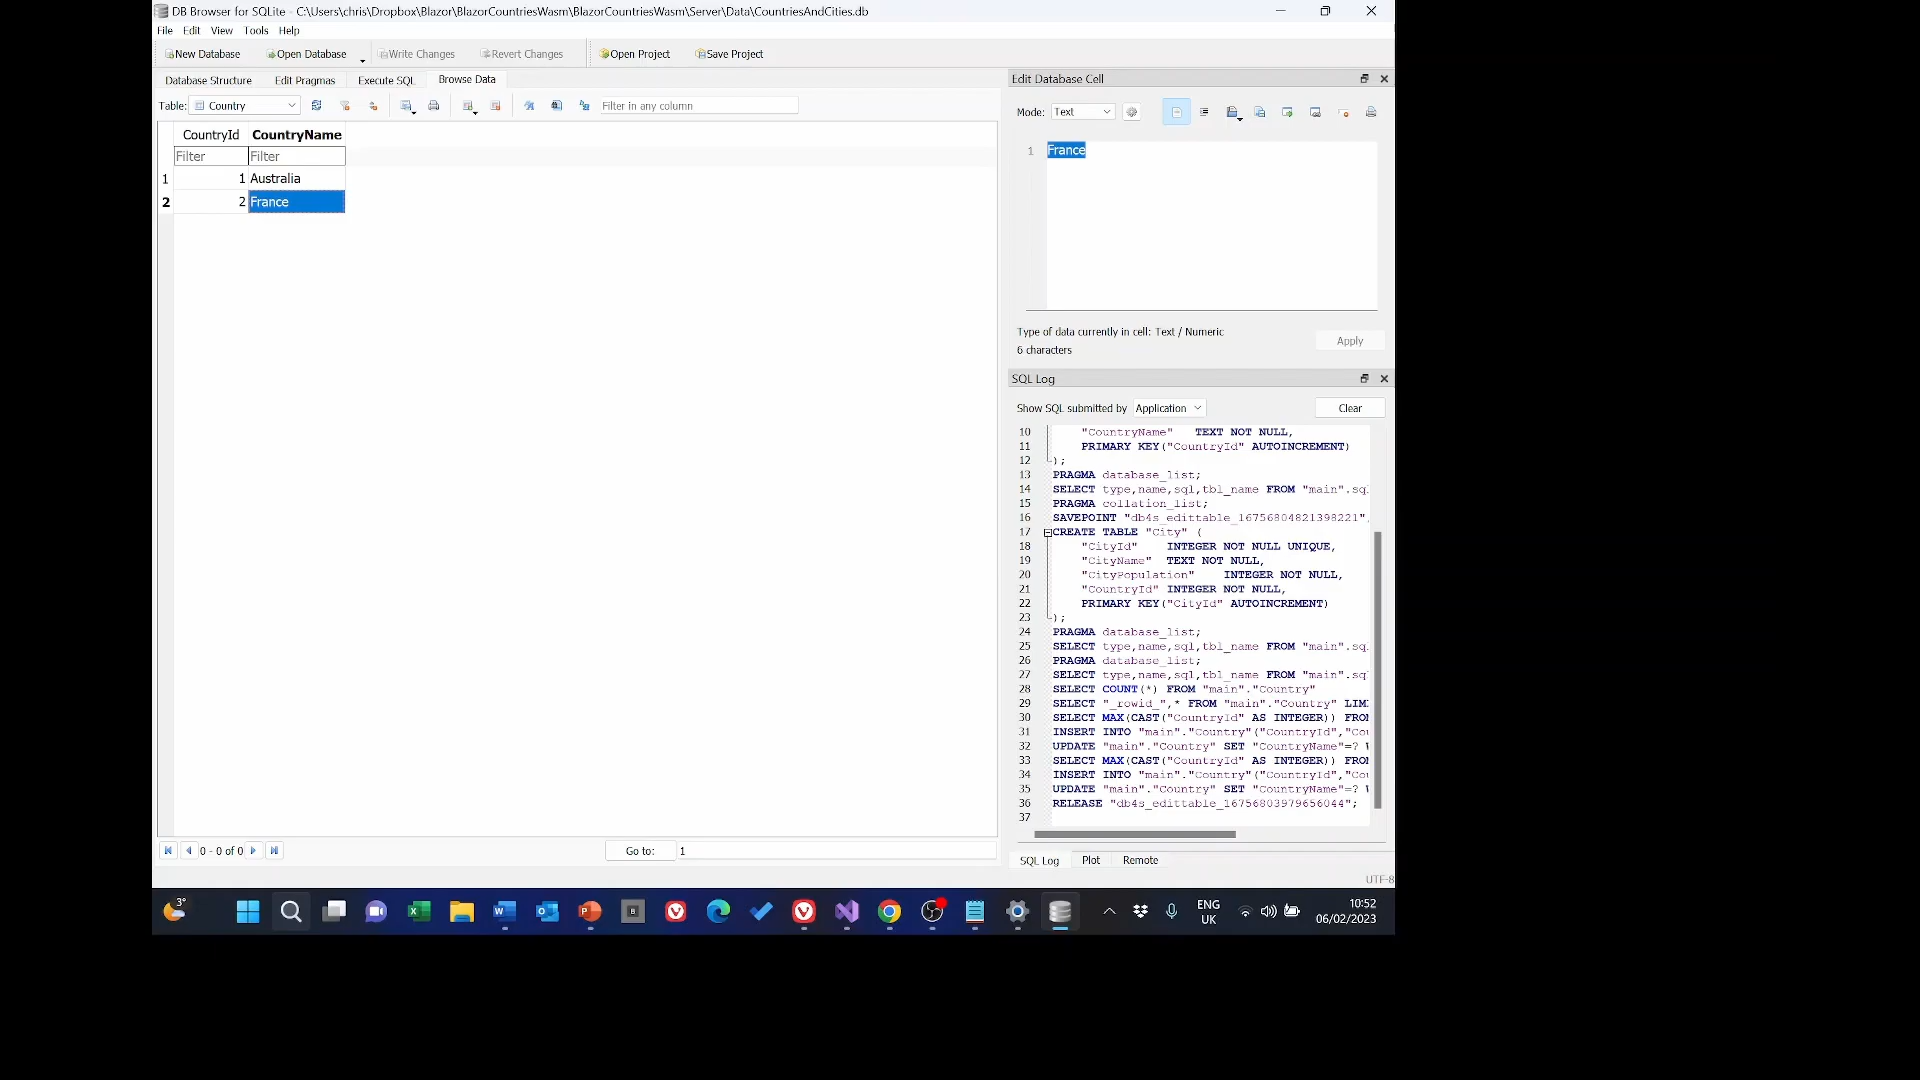 DB Browser for SQLite - C:\Users\chris\Dropbox\Blazor\BlazorCountriesWasm\BlazorCountriesWasm\Server\Data\CountriesAndCities.db
File Edit View Tools Help
New Database Open Database Write Changes Revert Changes Open Project Save Project
Database Structure Edit Pragmas Execute SQL Browse Data
Table: Country Filter in any column
CountryId CountryName
Filter Filter
1 1 Australia
2 2 France
0 - 0 of 0 Go to: 1
Edit Database Cell
Mode: Text
1 France
Type of data currently in cell: Text / Numeric
6 characters
Apply
SQL Log
Show SQL submitted by Application Clear
10 "CountryName" TEXT NOT NULL,
11 PRIMARY KEY("CountryId" AUTOINCREMENT)
12 );
13 PRAGMA database_list;
14 SELECT type,name,sql,tbl_name FROM "main".sql
15 PRAGMA collation_list;
16 SAVEPOINT "db4s_edittable_16756804821398221";
17 CREATE TABLE "City" (
18 "CityId" INTEGER NOT NULL UNIQUE,
19 "CityName" TEXT NOT NULL,
20 "CityPopulation" INTEGER NOT NULL,
21 "CountryId" INTEGER NOT NULL,
22 PRIMARY KEY("CityId" AUTOINCREMENT)
23 );
24 PRAGMA database_list;
25 SELECT type,name,sql,tbl_name FROM "main".sql
26 PRAGMA database_list;
27 SELECT type,name,sql,tbl_name FROM "main".sql
28 SELECT COUNT(*) FROM "main"."Country"
29 SELECT "_rowid_",* FROM "main"."Country" LIM
30 SELECT MAX(CAST("CountryId" AS INTEGER)) FROM
31 INSERT INTO "main"."Country"("CountryId","Cou
32 UPDATE "main"."Country" SET "CountryName"=?
33 SELECT MAX(CAST("CountryId" AS INTEGER)) FROM
34 INSERT INTO "main"."Country"("CountryId","Cou
35 UPDATE "main"."Country" SET "CountryName"=?
36 RELEASE "db4s_edittable_16756803979656044";
37
SQL Log Plot Remote
UTF-8
3°
ENG
UK
10:52
06/02/2023